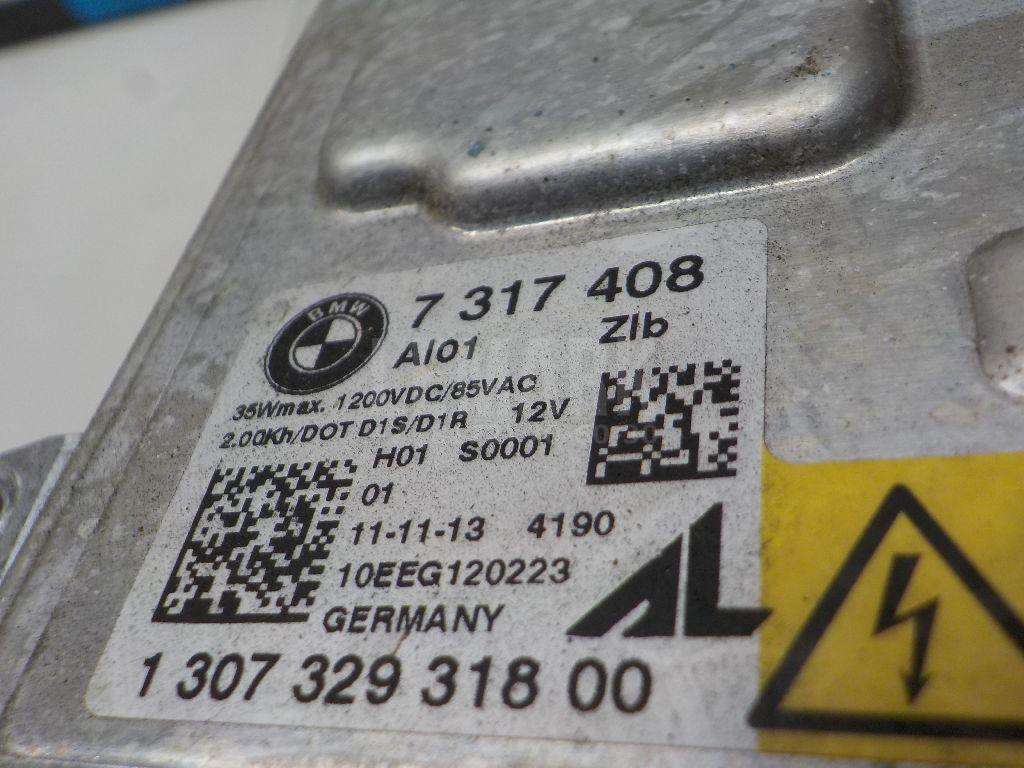 BMW
7 317 408
AI01 ZIb
35Wmax. 1200VDC/85VAC
2.00Kh/DOT D1S/D1R 12V
H01 S0001
01
11-11-13 4190
10EEG120223
GERMANY
AL
1 307 329 318 00